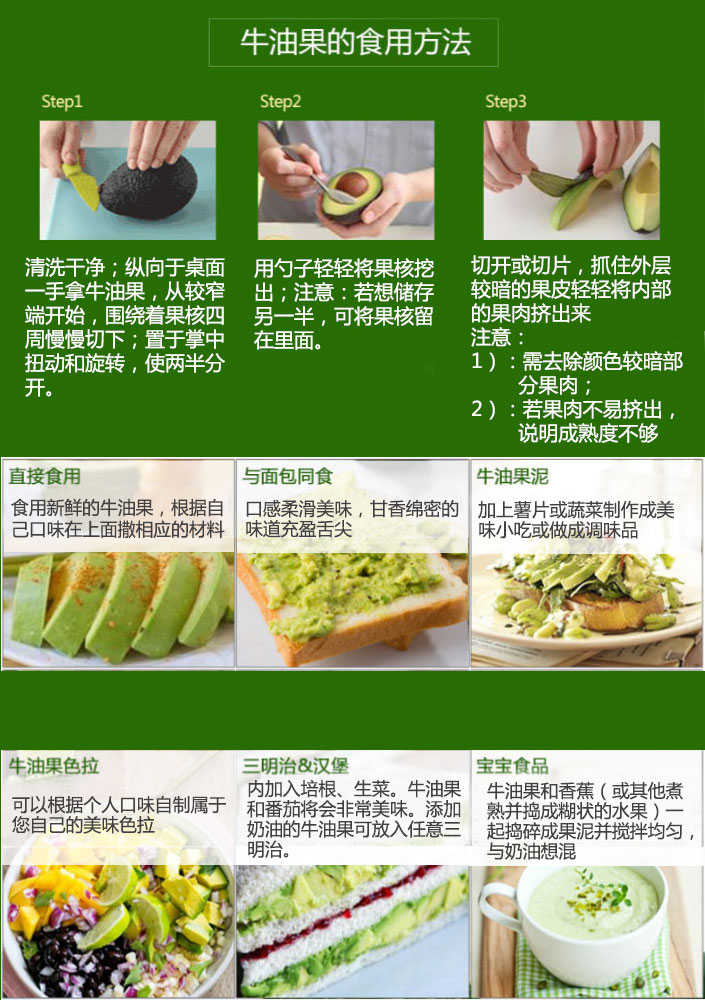 牛油果的食用方法
Step1
清洗干净；纵向于桌面
一手拿牛油果，从较窄
端开始，围绕着果核四
周慢慢切下；置于掌中
扭动和旋转，使两半分
开。
Step2
用勺子轻轻将果核挖
出；注意：若想储存
另一半，可将果核留
在里面。
Step3
切开或切片，抓住外层
较暗的果皮轻轻将内部
的果肉挤出来
注意：
1）：需去除颜色较暗部
分果肉；
2）：若果肉不易挤出，
说明成熟度不够
直接食用
食用新鲜的牛油果，根据自
己口味在上面撒相应的材料
与面包同食
口感柔滑美味，甘香绵密的
味道充盈舌尖
牛油果泥
加上薯片或蔬菜制作成美
味小吃或做成调味品
牛油果色拉
可以根据个人口味自制属于
您自己的美味色拉
三明治&汉堡
内加入培根、生菜。牛油果
和番茄将会非常美味。添加
奶油的牛油果可放入任意三
明治。
宝宝食品
牛油果和香蕉（或其他煮
熟并捣成糊状的水果）一
起捣碎成果泥并搅拌均匀，
与奶油想混